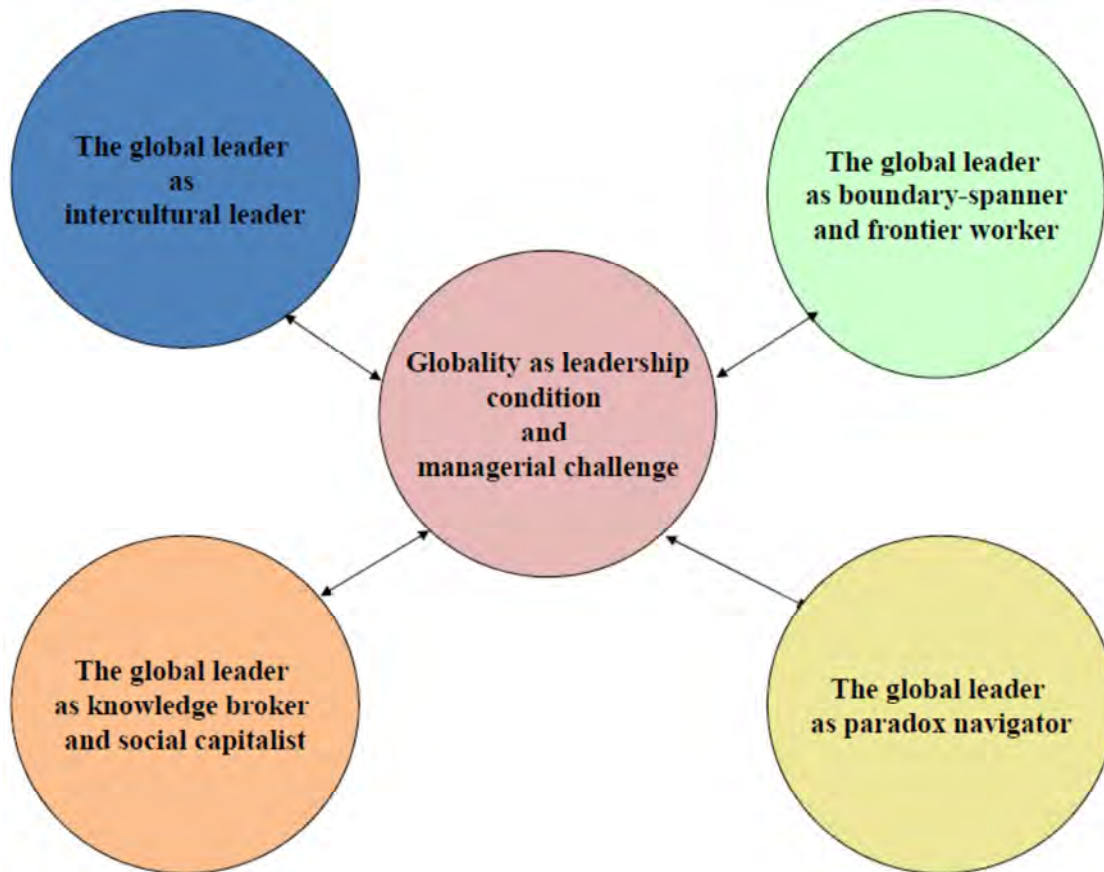 The global leader
as
intercultural leader
The global leader
as boundary-spanner
and frontier worker
Globality as leadership
condition
and
managerial challenge
The global leader
as knowledge broker
and social capitalist
The global leader
as paradox navigator